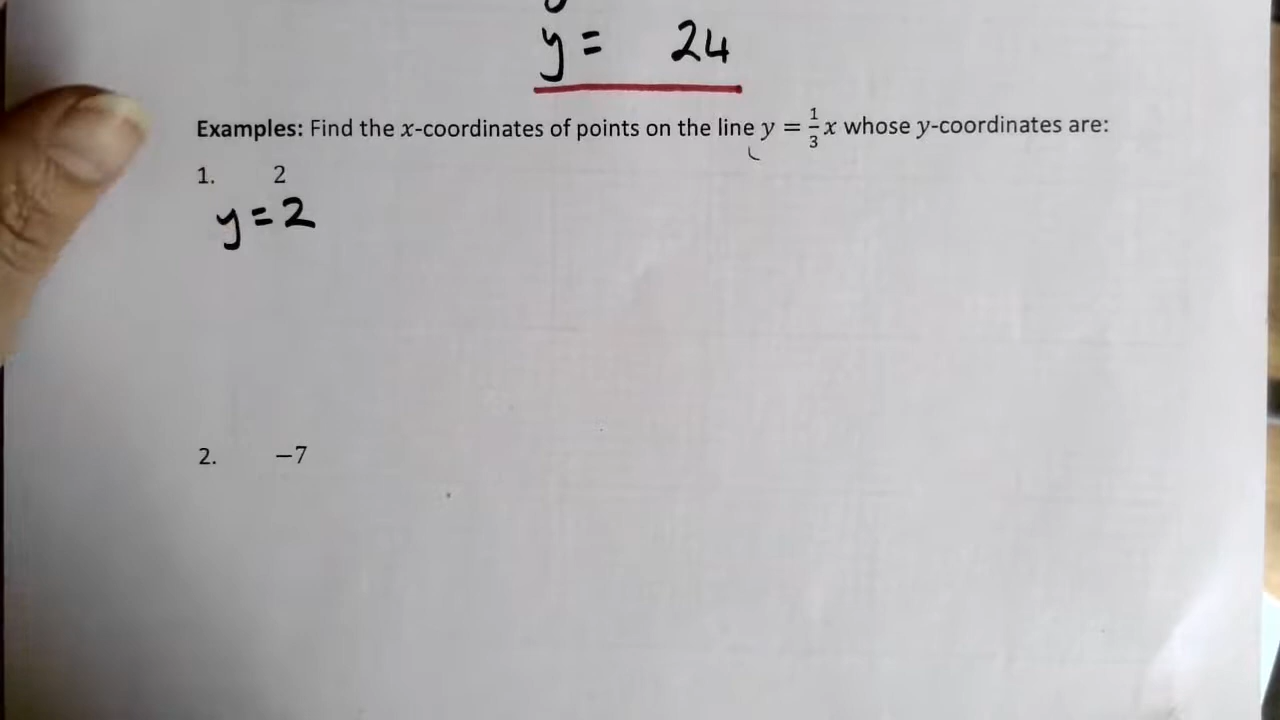 y = 24
Examples: Find the x-coordinates of points on the line y = \frac{1}{3}x whose y-coordinates are:
1. 2
y = 2
2. −7